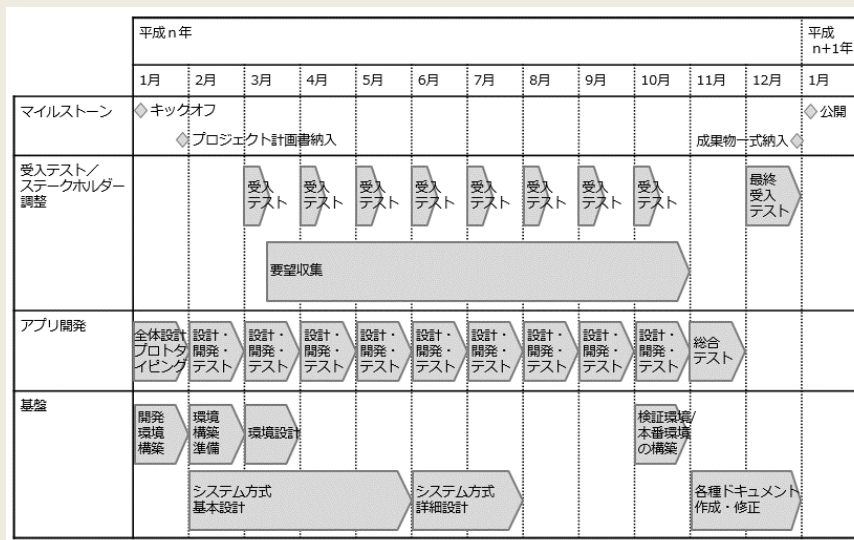 平成ｎ年
平成
n+1年
1月 2月 3月 4月 5月 6月 7月 8月 9月 10月 11月 12月 1月
マイルストーン
キックオフ
公開
プロジェクト計画書納入
成果物一式納入
受入テスト／
ステークホルダー
調整
受入
テスト
受入
テスト
受入
テスト
受入
テスト
受入
テスト
受入
テスト
受入
テスト
受入
テスト
最終
受入
テスト
要望収集
アプリ開発
全体設計
プロトタ
イピング
設計・
開発・
テスト
設計・
開発・
テスト
設計・
開発・
テスト
設計・
開発・
テスト
設計・
開発・
テスト
設計・
開発・
テスト
設計・
開発・
テスト
設計・
開発・
テスト
設計・
開発・
テスト
総合
テスト
基盤
開発
環境
構築
環境
構築
準備
環境設計
検証環境/
本番環境
の構築
システム方式
基本設計
システム方式
詳細設計
各種ドキュメント
作成・修正